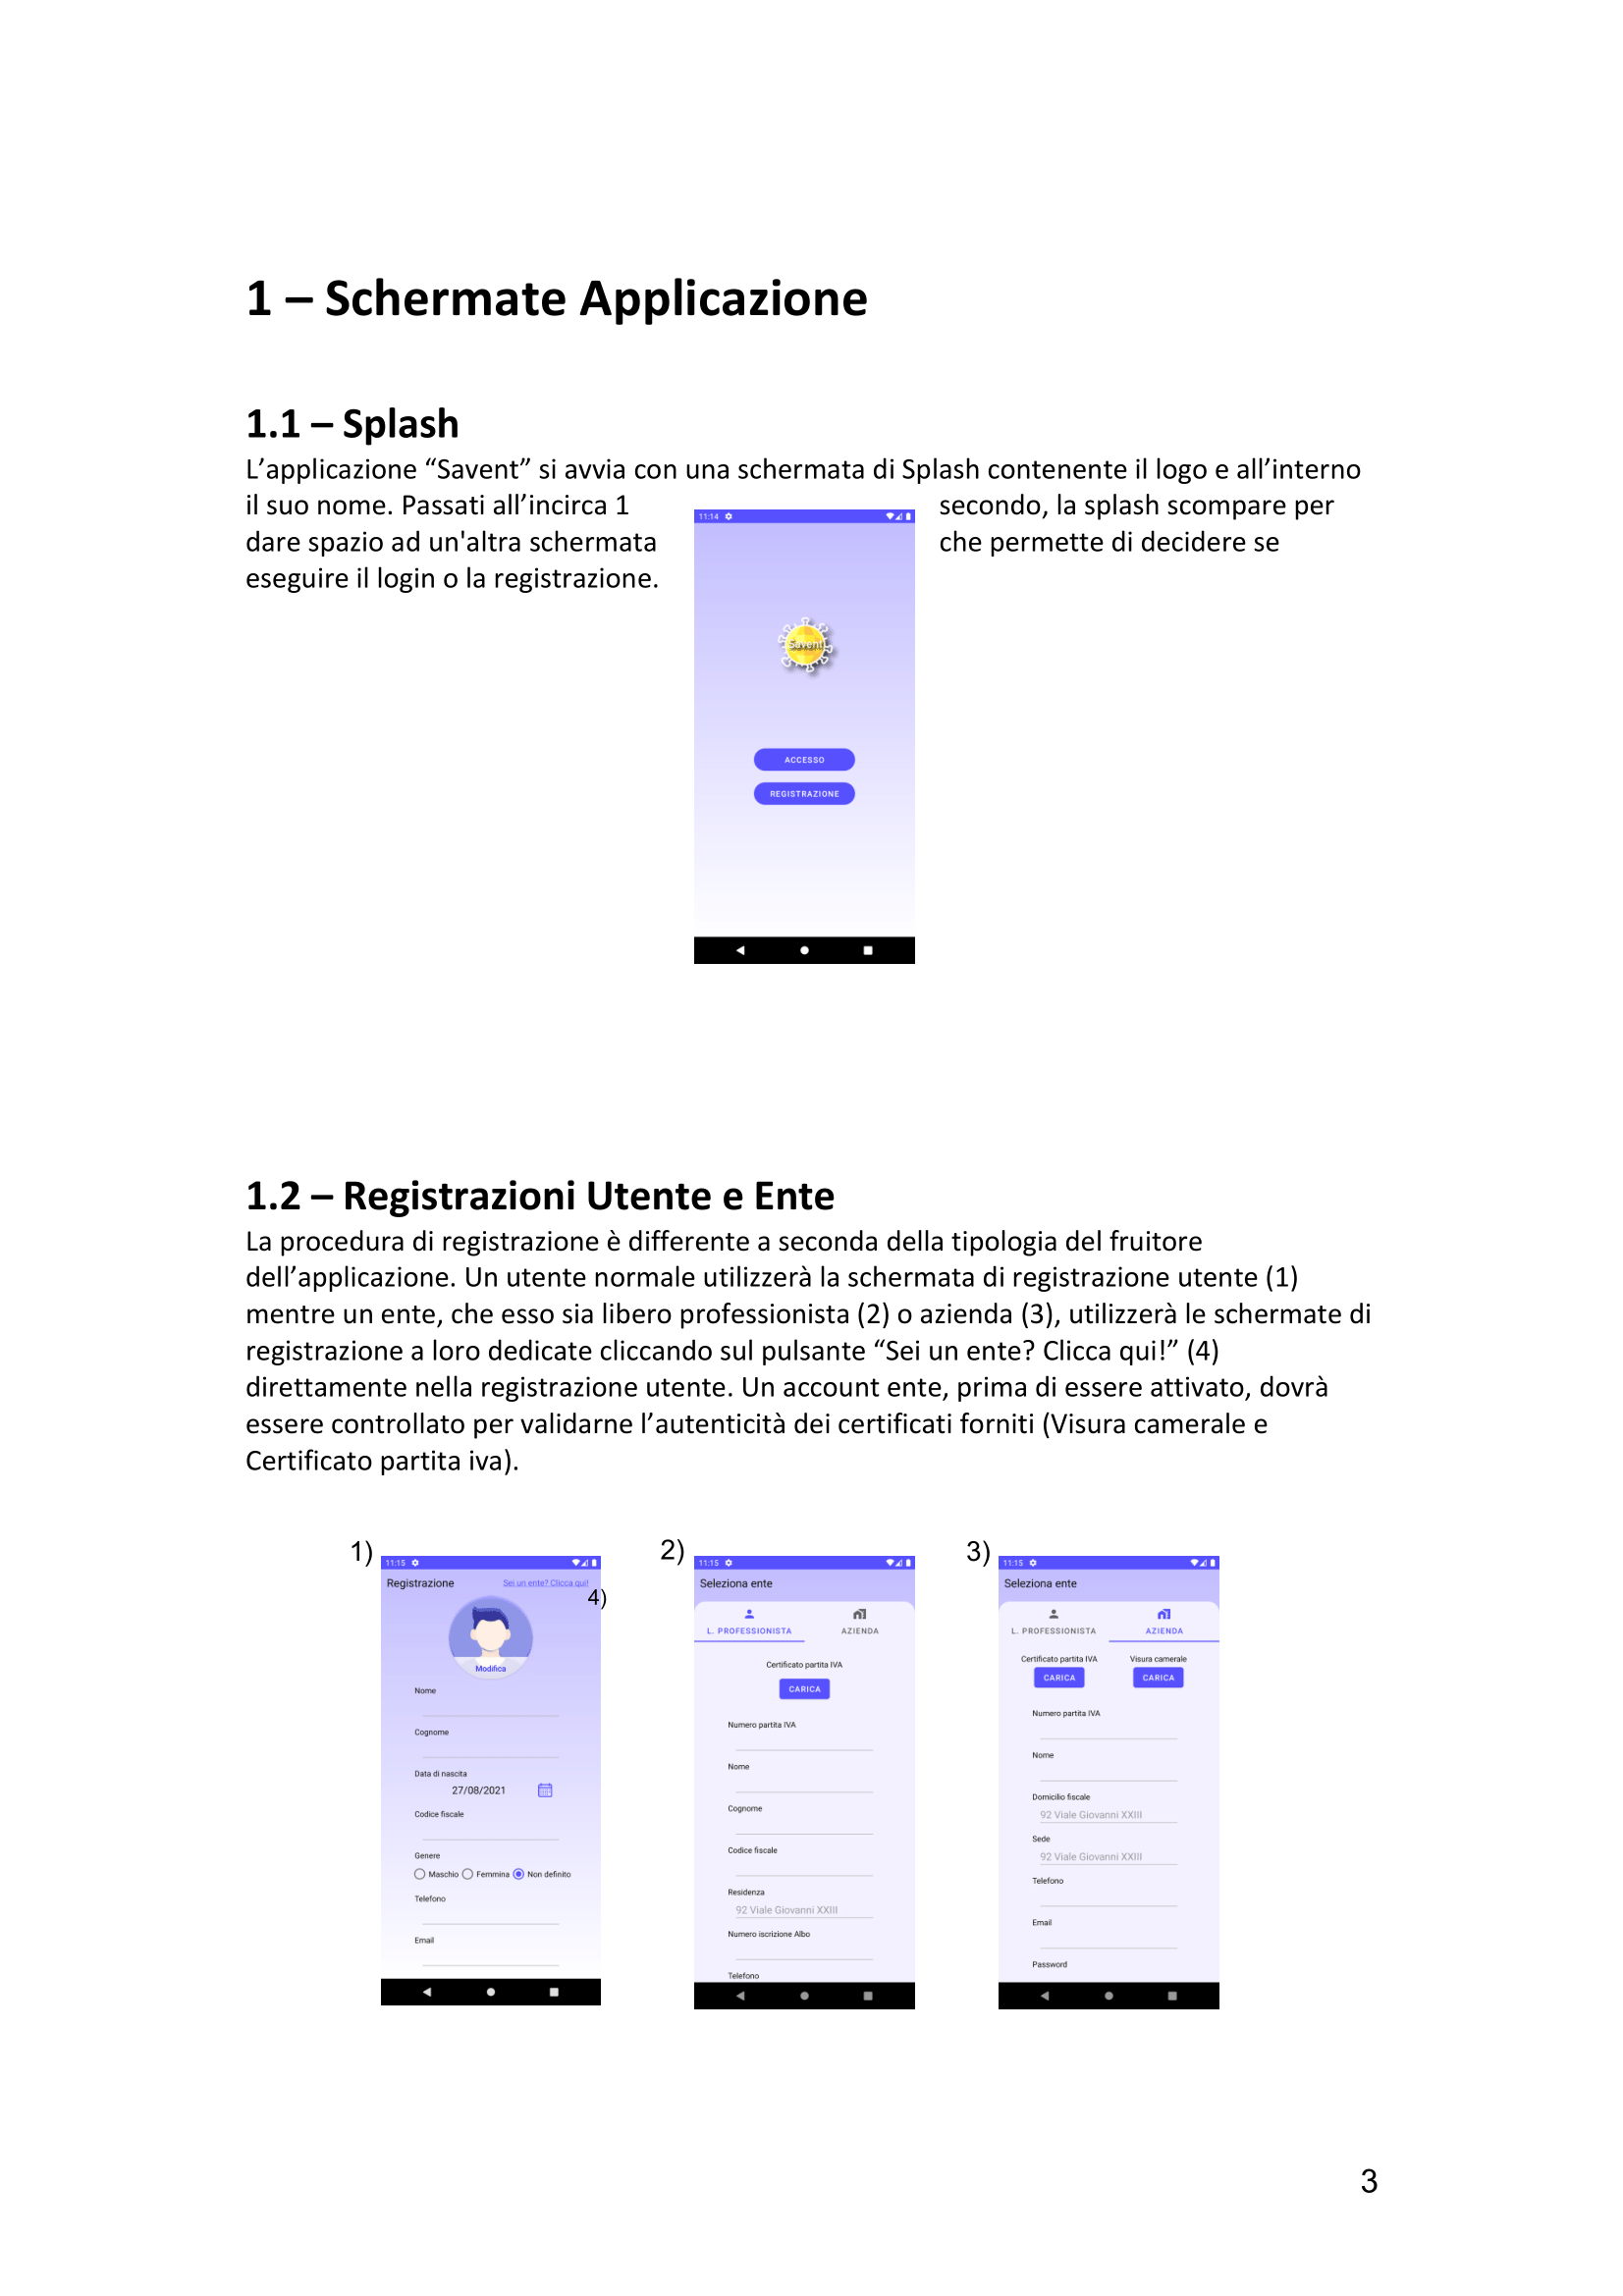 1 – Schermate Applicazione
1.1 – Splash
L’applicazione “Savent” si avvia con una schermata di Splash contenente il logo e all’interno
il suo nome. Passati all’incirca 1 secondo, la splash scompare per
dare spazio ad un'altra schermata che permette di decidere se
eseguire il login o la registrazione.
11:14
Savent
ACCESSO
REGISTRAZIONE
1.2 – Registrazioni Utente e Ente
La procedura di registrazione è differente a seconda della tipologia del fruitore
dell’applicazione. Un utente normale utilizzerà la schermata di registrazione utente (1)
mentre un ente, che esso sia libero professionista (2) o azienda (3), utilizzerà le schermate di
registrazione a loro dedicate cliccando sul pulsante “Sei un ente? Clicca qui!” (4)
direttamente nella registrazione utente. Un account ente, prima di essere attivato, dovrà
essere controllato per validarne l’autenticità dei certificati forniti (Visura camerale e
Certificato partita iva).
1)
11:15
Registrazione Sei un ente? Clicca qui!
4)
Modifica
Nome
Cognome
Data di nascita
27/08/2021
Codice fiscale
Genere
Maschio Femmina Non definito
Telefono
Email
2)
11:15
Seleziona ente
L. PROFESSIONISTA AZIENDA
Certificato partita IVA
CARICA
Numero partita IVA
Nome
Cognome
Codice fiscale
Residenza
92 Viale Giovanni XXIII
Numero iscrizione Albo
Telefono
3)
11:15
Seleziona ente
L. PROFESSIONISTA AZIENDA
Certificato partita IVA Visura camerale
CARICA CARICA
Numero partita IVA
Nome
Domicilio fiscale
92 Viale Giovanni XXIII
Sede
92 Viale Giovanni XXIII
Telefono
Email
Password
3